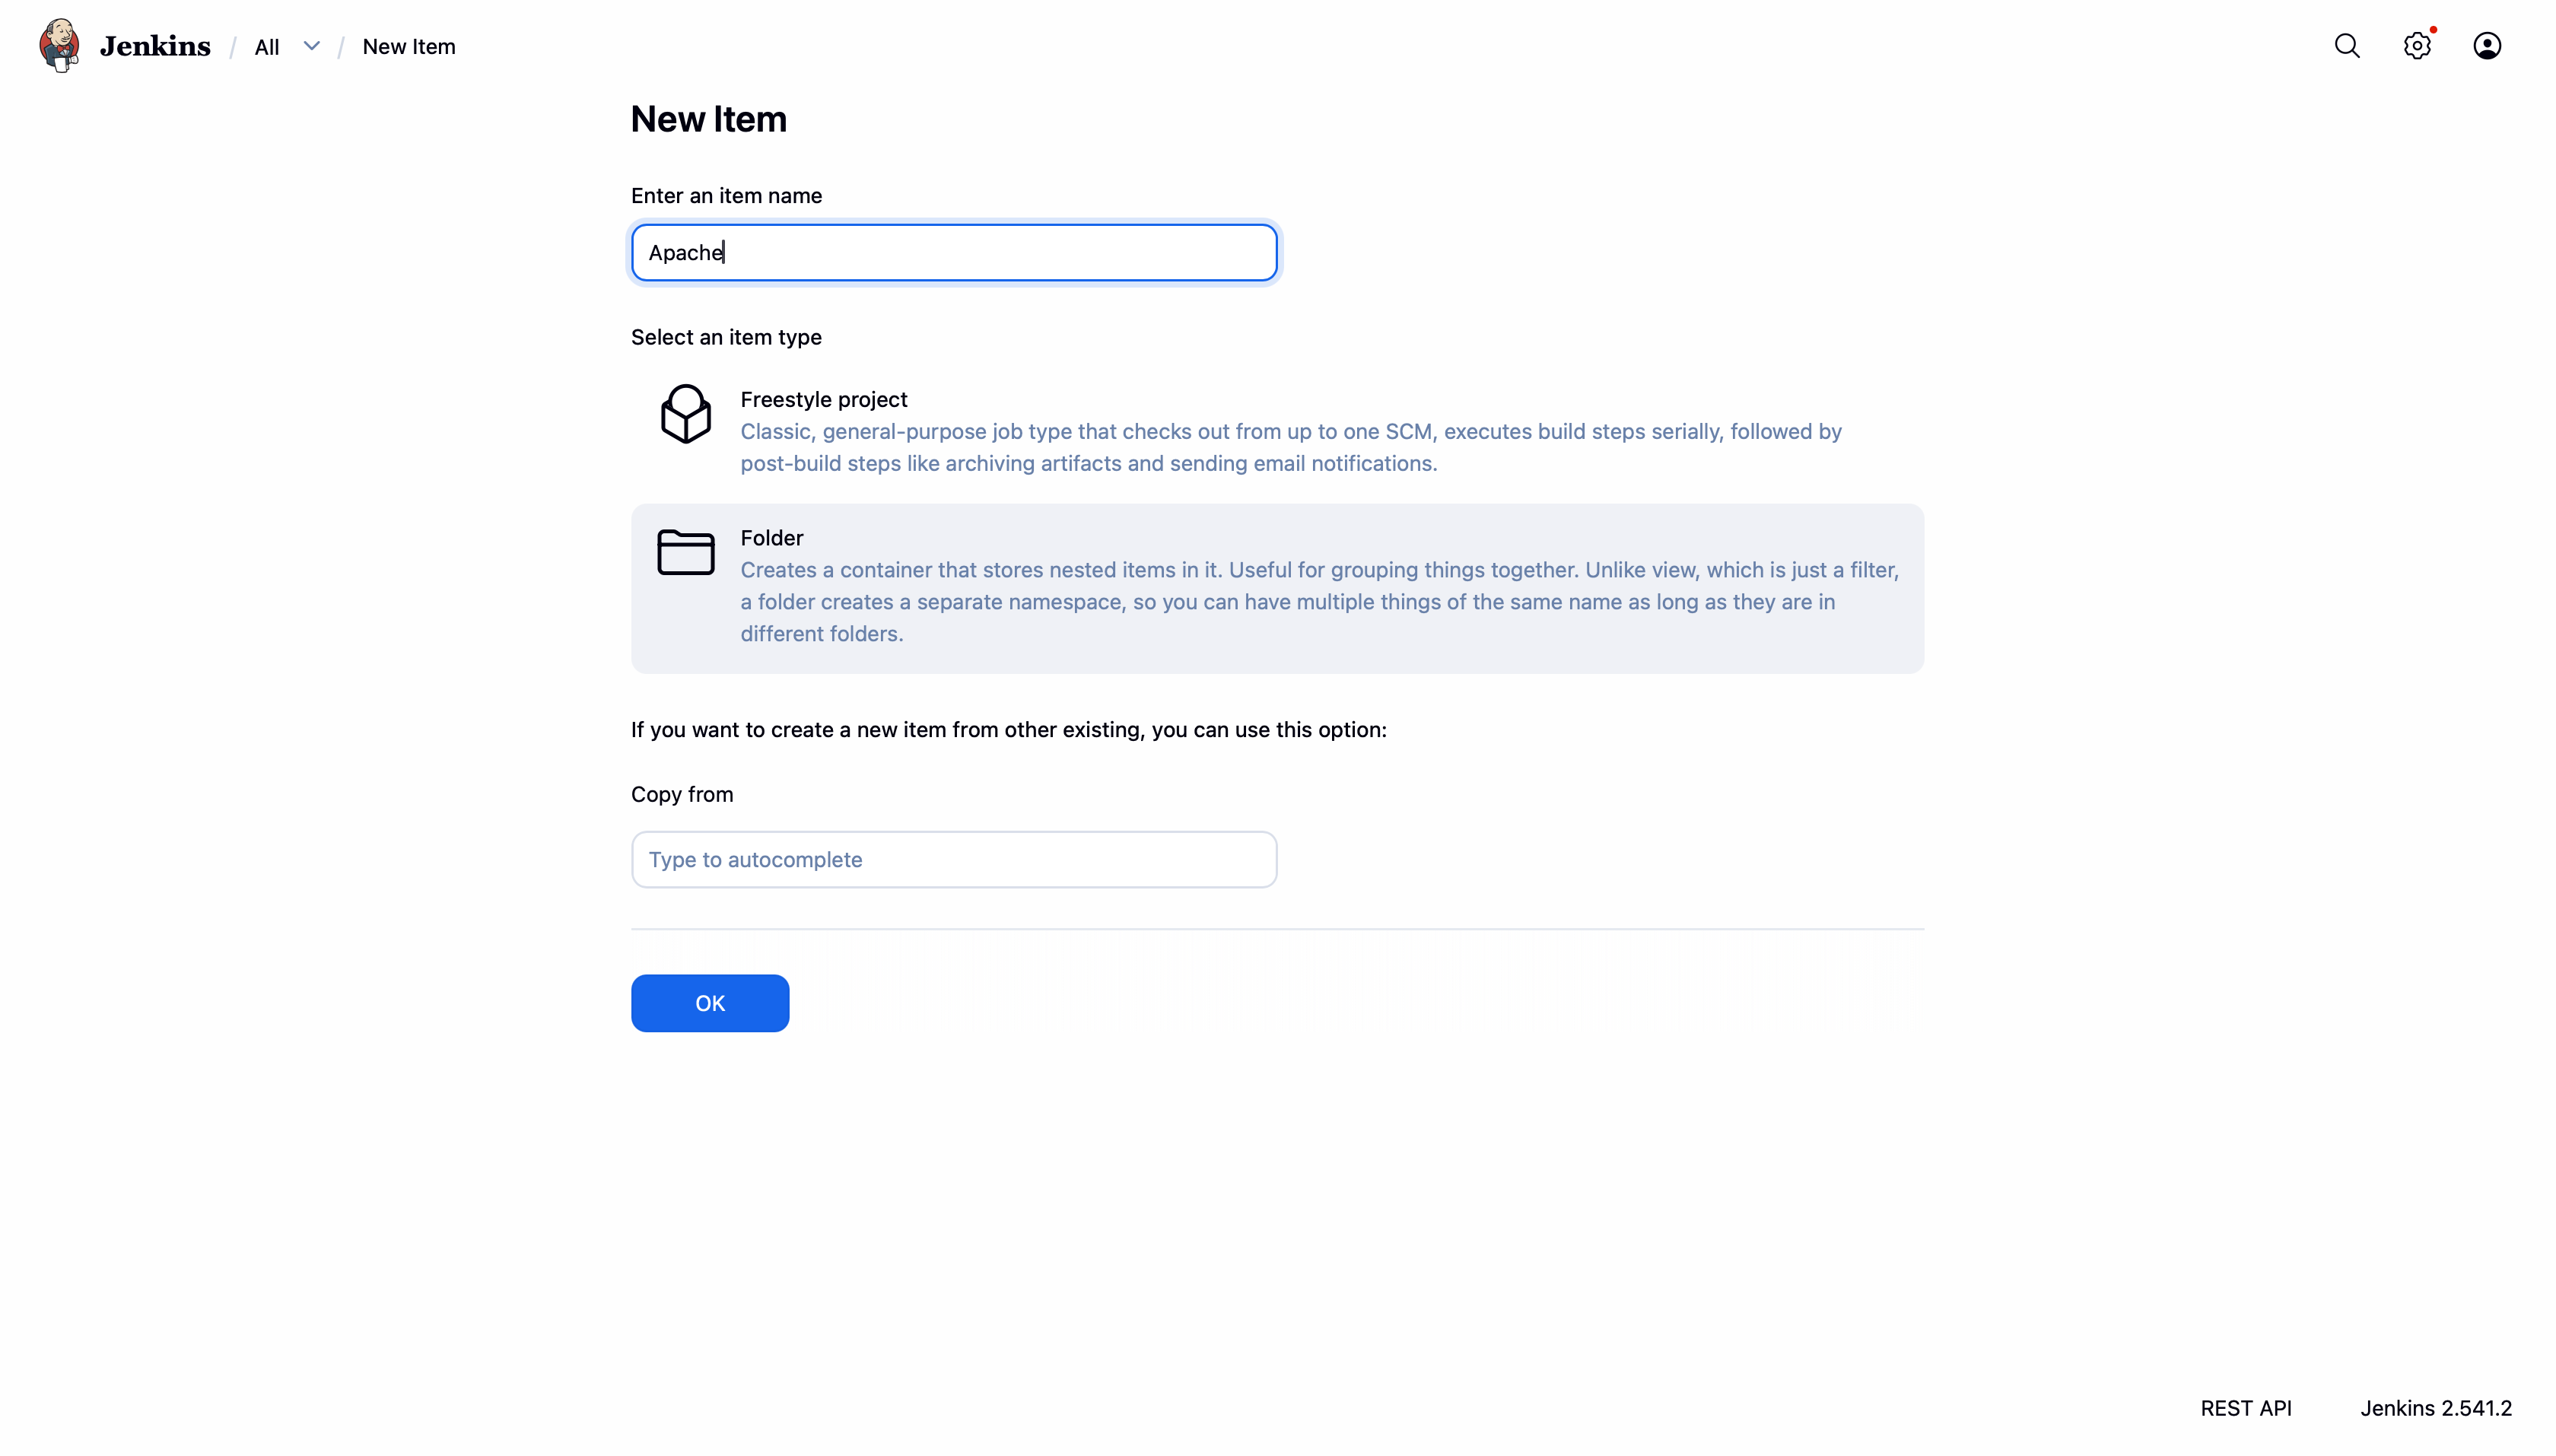 Jenkins / All / New Item
New Item
Enter an item name
Apache
Select an item type
Freestyle project
Classic, general-purpose job type that checks out from up to one SCM, executes build steps serially, followed by
post-build steps like archiving artifacts and sending email notifications.
Folder
Creates a container that stores nested items in it. Useful for grouping things together. Unlike view, which is just a filter,
a folder creates a separate namespace, so you can have multiple things of the same name as long as they are in
different folders.
If you want to create a new item from other existing, you can use this option:
Copy from
Type to autocomplete
OK
REST API Jenkins 2.541.2